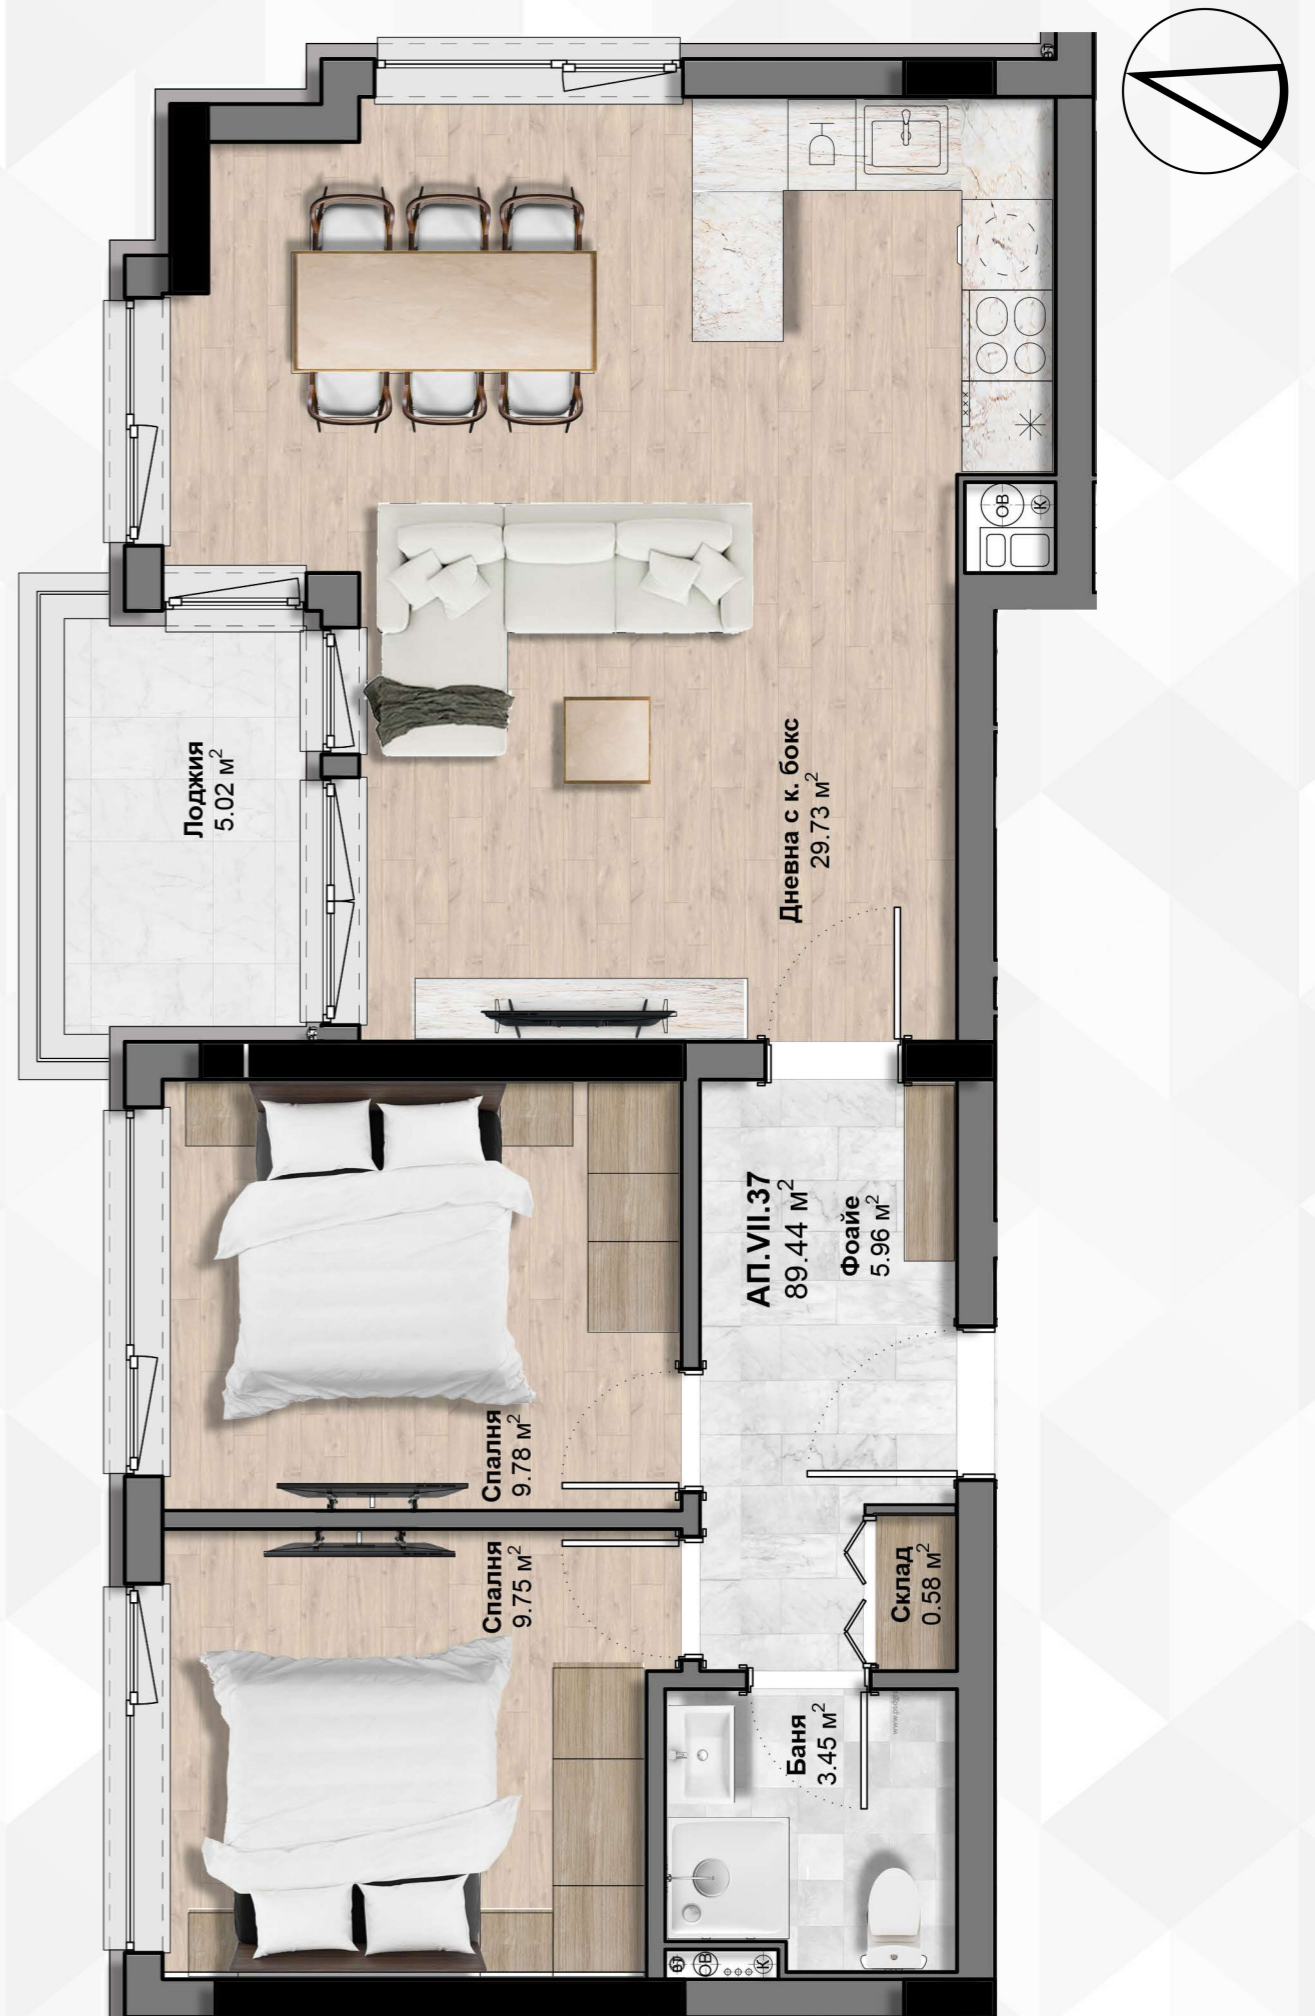 Лоджия
5.02 м²
Дневна с к. бокс
29.73 м²
АП.VII.37
89.44 м²
Фоайе
5.96 м²
Спалня
9.78 м²
Спалня
9.75 м²
Склад
0.58 м²
Баня
3.45 м²
ОВ
К
ОВ
К